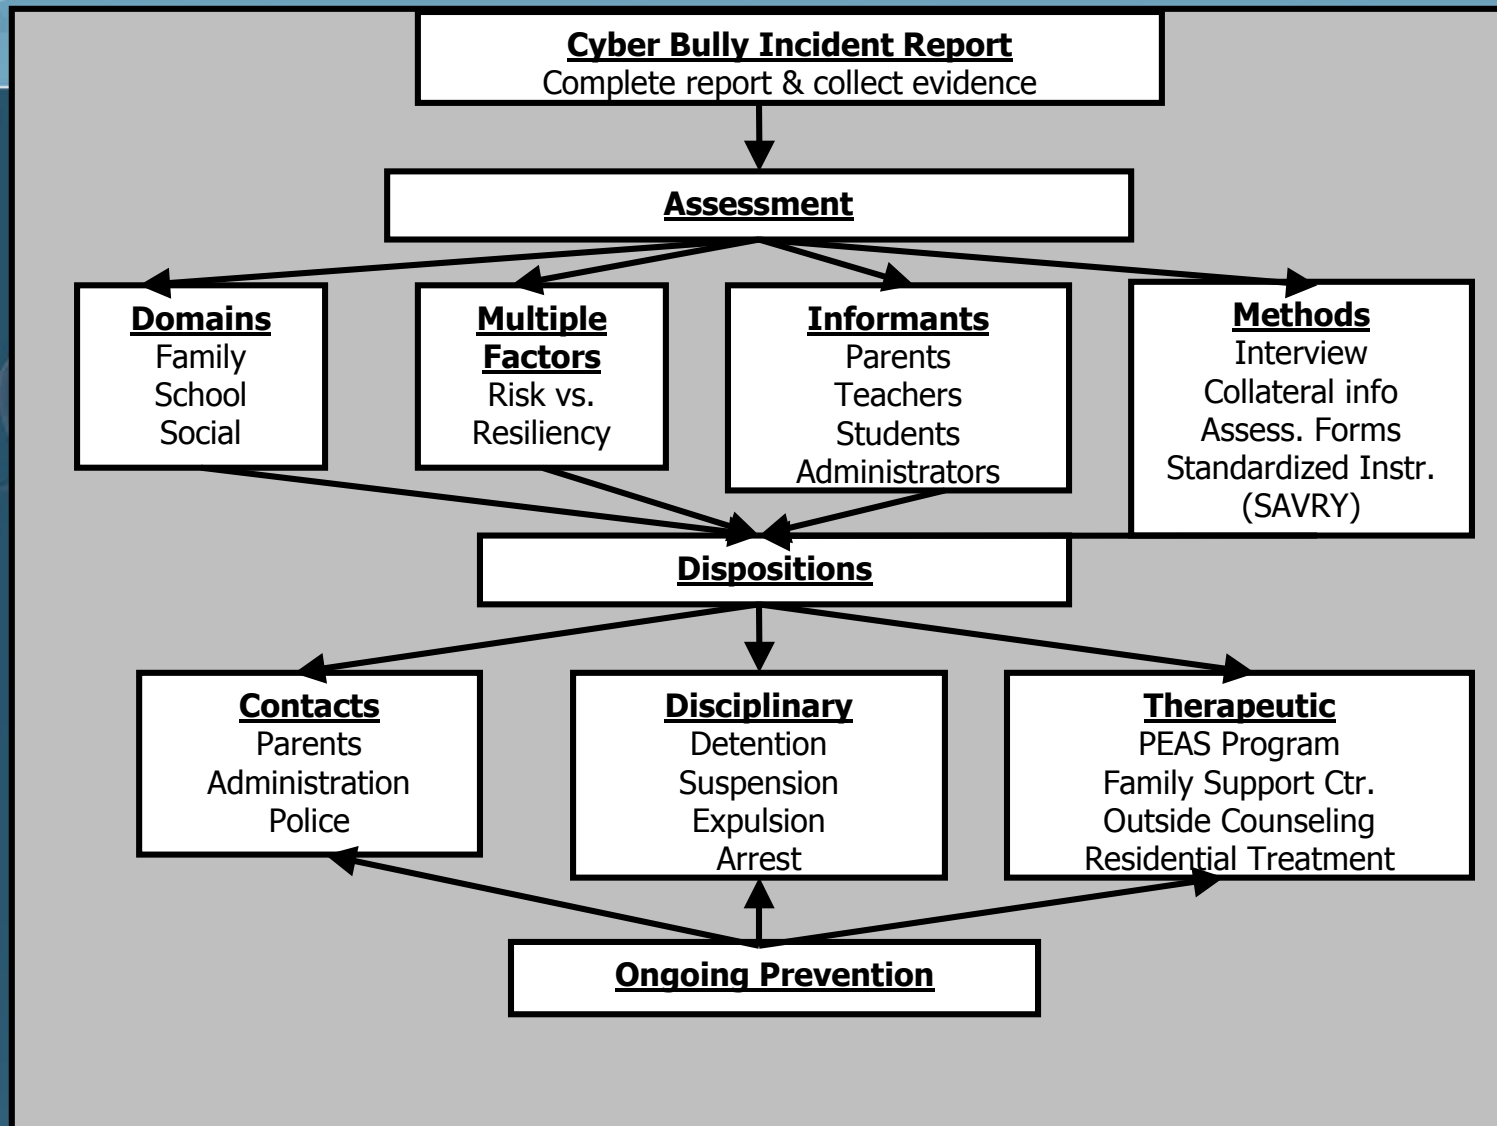 Cyber Bully Incident Report
Complete report & collect evidence
Assessment
Domains
Family
School
Social
Multiple
Factors
Risk vs.
Resiliency
Informants
Parents
Teachers
Students
Administrators
Methods
Interview
Collateral info
Assess. Forms
Standardized Instr.
(SAVRY)
Dispositions
Contacts
Parents
Administration
Police
Disciplinary
Detention
Suspension
Expulsion
Arrest
Therapeutic
PEAS Program
Family Support Ctr.
Outside Counseling
Residential Treatment
Ongoing Prevention